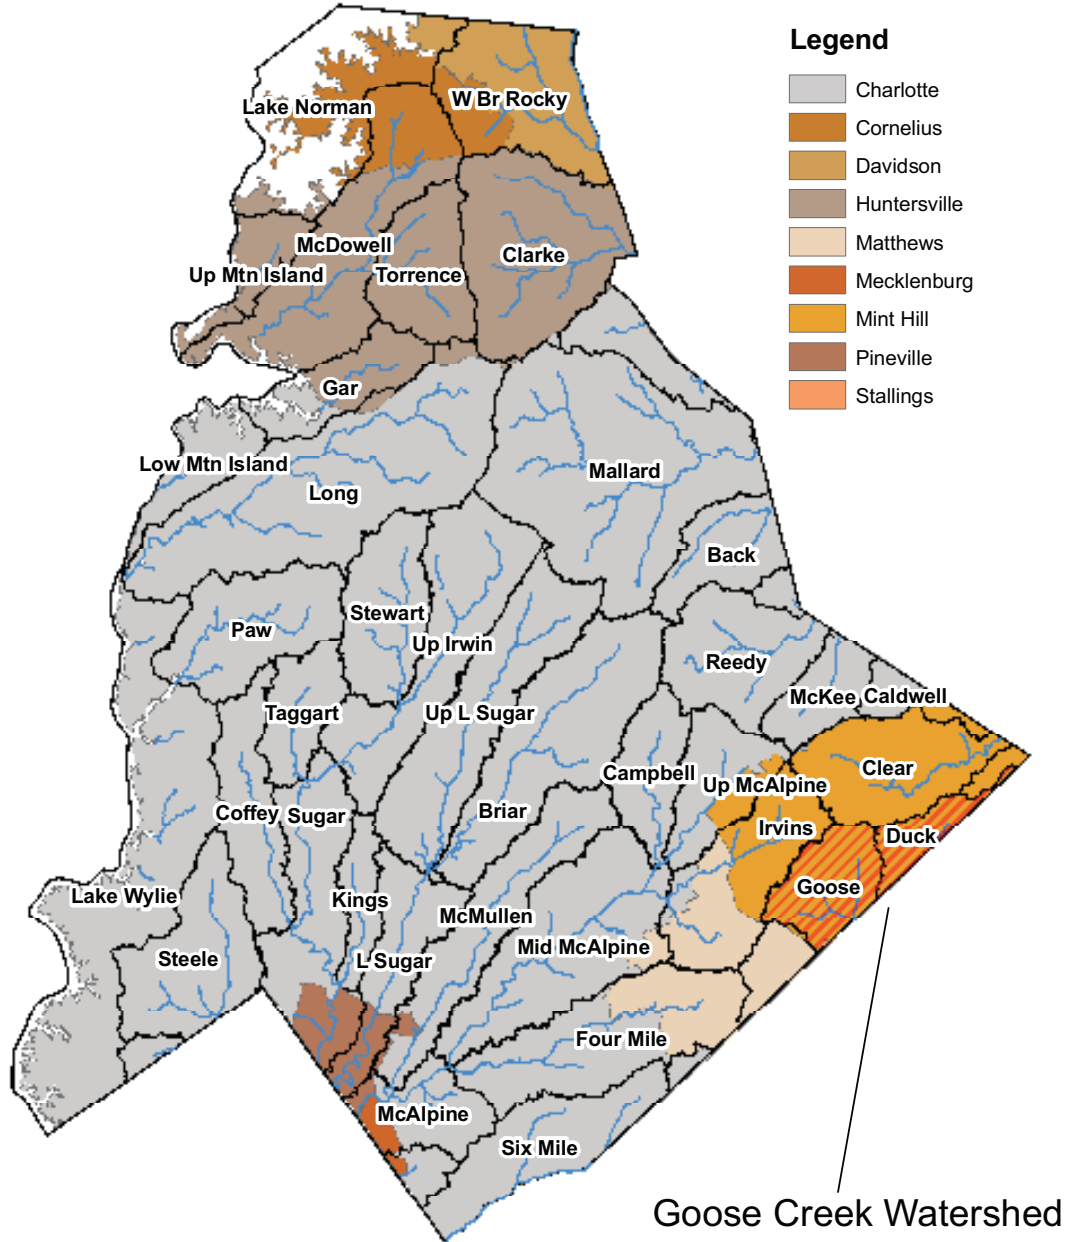 Legend
Charlotte
Cornelius
Davidson
Huntersville
Matthews
Mecklenburg
Mint Hill
Pineville
Stallings
Lake Norman
W Br Rocky
McDowell
Clarke
Up Mtn Island
Torrence
Gar
Low Mtn Island
Long
Mallard
Back
Stewart
Paw
Up Irwin
Reedy
McKee
Caldwell
Taggart
Up L Sugar
Campbell
Clear
Up McAlpine
Coffey
Sugar
Briar
Irvins
Duck
Goose
Lake Wylie
Kings
McMullen
Mid McAlpine
Steele
L Sugar
Four Mile
McAlpine
Six Mile
Goose Creek Watershed